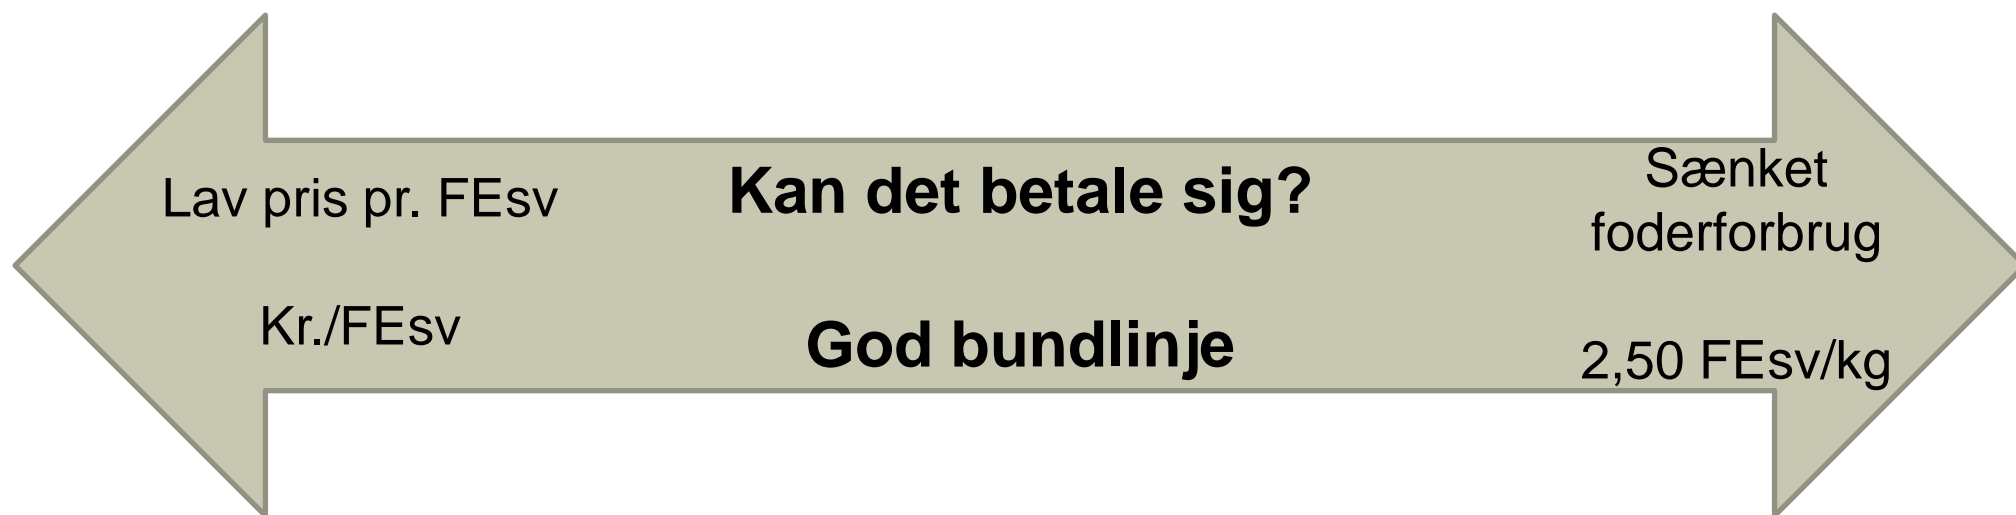 Lav pris pr. FEsv
Kr./FEsv
Kan det betale sig?
God bundlinje
Sænket
foderforbrug
2,50 FEsv/kg